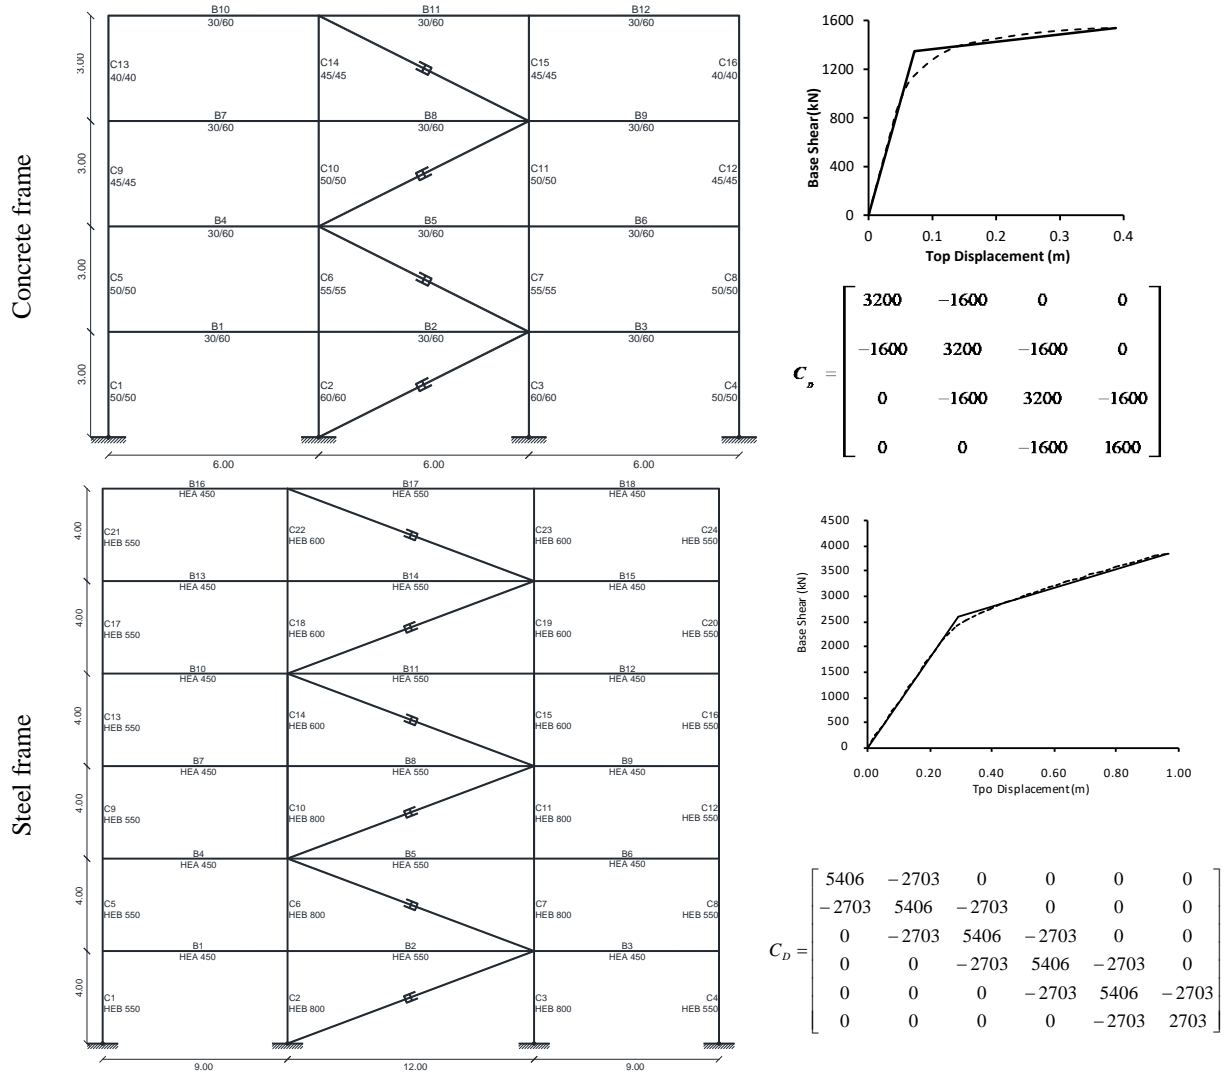 Concrete frame
B10
30/60
B11
30/60
B12
30/60
3.00
C13
40/40
C14
45/45
C15
45/45
C16
40/40
B7
30/60
B8
30/60
B9
30/60
3.00
C9
45/45
C10
50/50
C11
50/50
C12
45/45
B4
30/60
B5
30/60
B6
30/60
3.00
C5
50/50
C6
55/55
C7
55/55
C8
50/50
B1
30/60
B2
30/60
B3
30/60
3.00
C1
50/50
C2
60/60
C3
60/60
C4
50/50
6.00 6.00 6.00
Base Shear(kN)
1600
1200
800
400
0
0 0.1 0.2 0.3 0.4
Top Displacement (m)
C_D =
3200 −1600 0 0
−1600 3200 −1600 0
0 −1600 3200 −1600
0 0 −1600 1600
Steel frame
B16
HEA 450
B17
HEA 550
B18
HEA 450
4.00
C21
HEB 550
C22
HEB 600
C23
HEB 600
C24
HEB 550
B13
HEA 450
B14
HEA 550
B15
HEA 450
4.00
C17
HEB 550
C18
HEB 600
C19
HEB 600
C20
HEB 550
B10
HEA 450
B11
HEA 550
B12
HEA 450
4.00
C13
HEB 550
C14
HEB 600
C15
HEB 600
C16
HEB 550
B7
HEA 450
B8
HEA 550
B9
HEA 450
4.00
C9
HEB 550
C10
HEB 800
C11
HEB 800
C12
HEB 550
B4
HEA 450
B5
HEA 550
B6
HEA 450
4.00
C5
HEB 550
C6
HEB 800
C7
HEB 800
C8
HEB 550
B1
HEA 450
B2
HEA 550
B3
HEA 450
4.00
C1
HEB 550
C2
HEB 800
C3
HEB 800
C4
HEB 550
9.00 12.00 9.00
Base Shear (kN)
4500
4000
3500
3000
2500
2000
1500
1000
500
0
0.00 0.20 0.40 0.60 0.80 1.00
Tpo Displacement (m)
C_D =
5406 −2703 0 0 0 0
−2703 5406 −2703 0 0 0
0 −2703 5406 −2703 0 0
0 0 −2703 5406 −2703 0
0 0 0 −2703 5406 −2703
0 0 0 0 −2703 2703